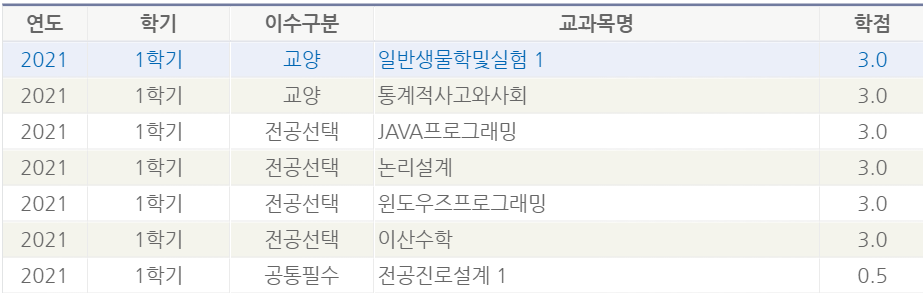 연도 학기 이수구분 교과목명 학점
2021 1학기 교양 일반생물학및실험 1 3.0
2021 1학기 교양 통계적사고와사회 3.0
2021 1학기 전공선택 JAVA프로그래밍 3.0
2021 1학기 전공선택 논리설계 3.0
2021 1학기 전공선택 윈도우즈프로그래밍 3.0
2021 1학기 전공선택 이산수학 3.0
2021 1학기 공통필수 전공진로설계 1 0.5